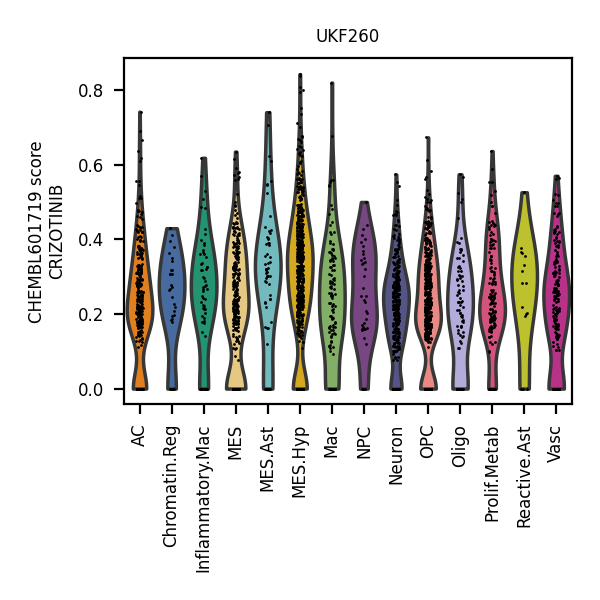 UKF260
CHEMBL601719 score
CRIZOTINIB
0.8
0.6
0.4
0.2
0.0
AC
Chromatin.Reg
Inflammatory.Mac
MES
MES.Ast
MES.Hyp
Mac
NPC
Neuron
OPC
Oligo
Prolif.Metab
Reactive.Ast
Vasc